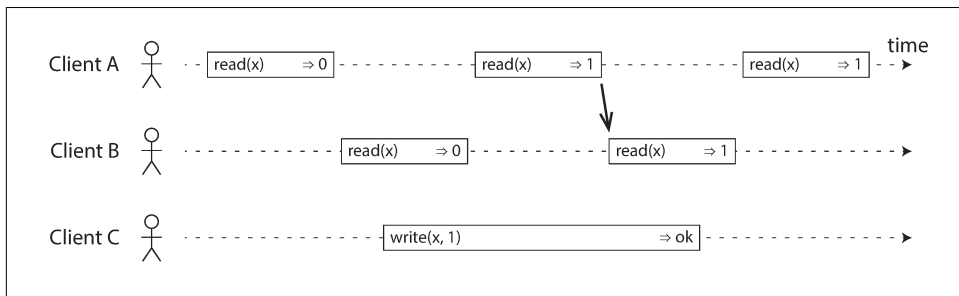 time
Client A read(x) ⇒ 0 read(x) ⇒ 1 read(x) ⇒ 1
Client B read(x) ⇒ 0 read(x) ⇒ 1
Client C write(x, 1) ⇒ ok